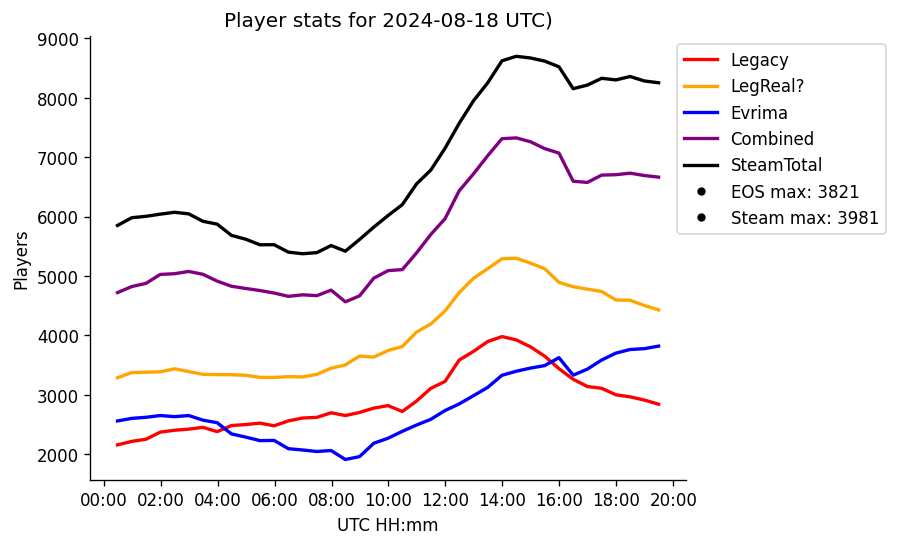 Player stats for 2024-08-18 UTC)
9000
8000
7000
6000
5000
4000
3000
2000
Players
00:00 02:00 04:00 06:00 08:00 10:00 12:00 14:00 16:00 18:00 20:00
UTC HH:mm
Legacy
LegReal?
Evrima
Combined
SteamTotal
EOS max: 3821
Steam max: 3981